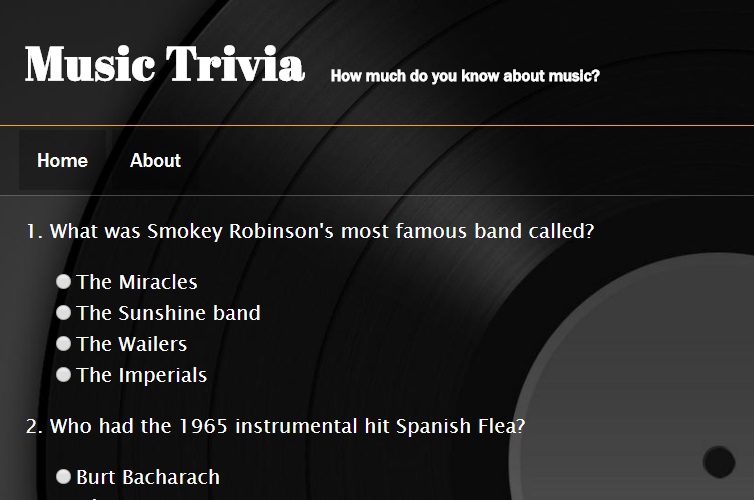 Music Trivia How much do you know about music?
Home About
1. What was Smokey Robinson's most famous band called?
The Miracles
The Sunshine band
The Wailers
The Imperials
2. Who had the 1965 instrumental hit Spanish Flea?
Burt Bacharach